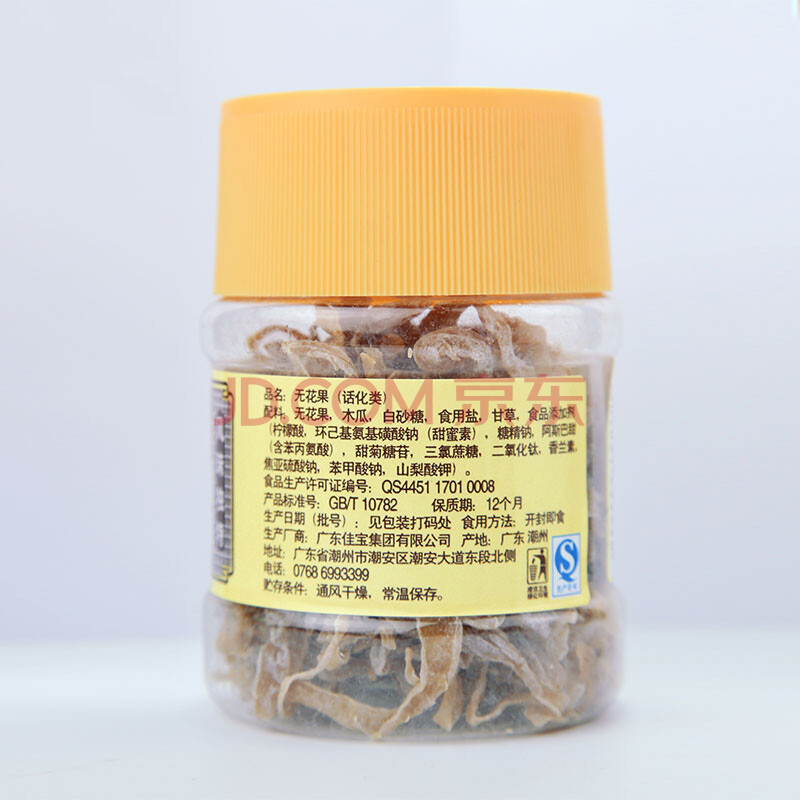 JD.COM 京东
品名：无花果（话化类）
配料：无花果，木瓜，白砂糖，食用盐，甘草，食品添加剂
（柠檬酸，环己基氨基磺酸钠（甜蜜素），糖精钠，阿斯巴甜
（含苯丙氨酸），甜菊糖苷，三氯蔗糖，二氧化钛，香兰素，
焦亚硫酸钠，苯甲酸钠，山梨酸钾）。
食品生产许可证编号：QS4451 1701 0008
产品标准号：GB/T 10782 保质期：12个月
生产日期（批号）：见包装打码处 食用方法：开封即食
生产厂商：广东佳宝集团有限公司 产地：广东 潮州
地址：广东省潮州市潮安区潮安大道东段北侧
电话：0768 6993399
贮存条件：通风干燥，常温保存。